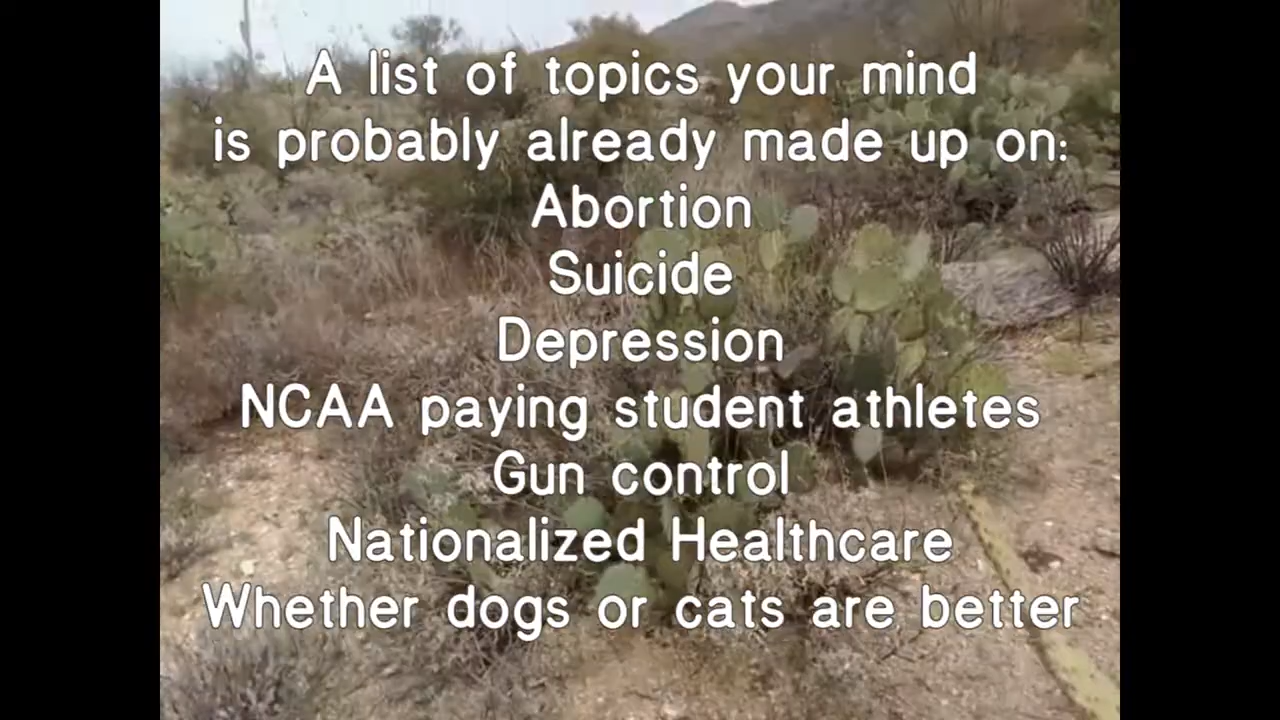 A list of topics your mind
is probably already made up on:
Abortion
Suicide
Depression
NCAA paying student athletes
Gun control
Nationalized Healthcare
Whether dogs or cats are better